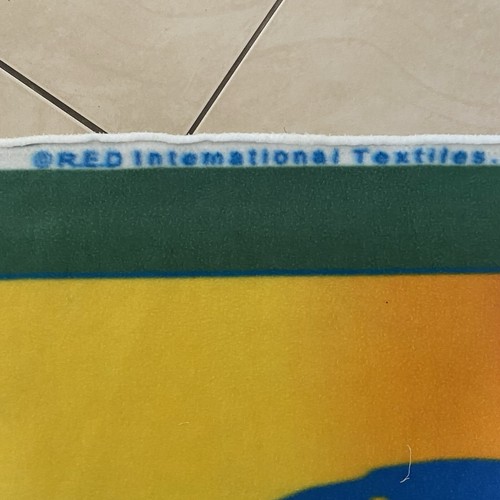 @RED International Textiles.